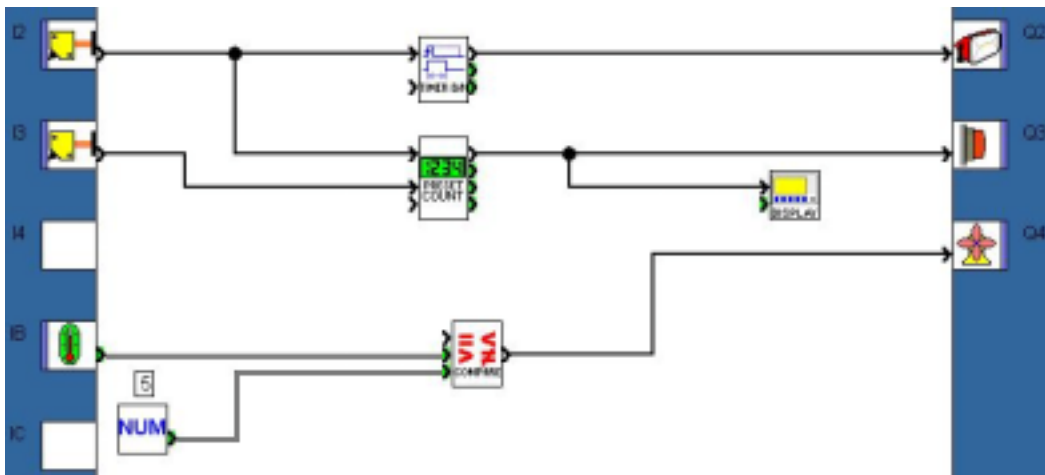 I2
Q2
TIMER B/H
I3
Q3
1234
PRESET
COUNT
DISPLAY
I4
Q4
IB
COMPARE
5
NUM
IC